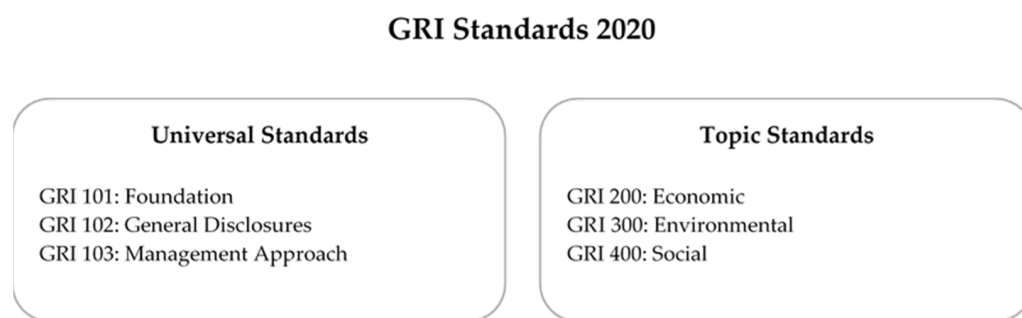 GRI Standards 2020
Universal Standards
GRI 101: Foundation
GRI 102: General Disclosures
GRI 103: Management Approach
Topic Standards
GRI 200: Economic
GRI 300: Environmental
GRI 400: Social